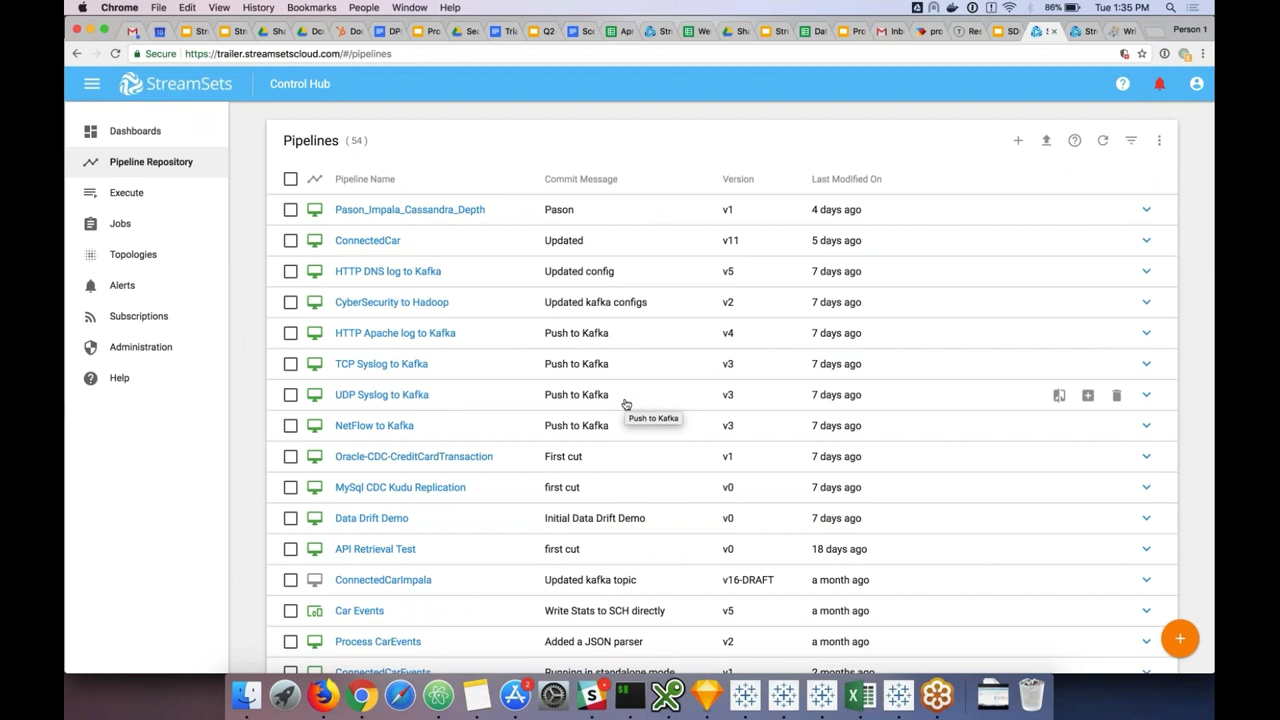 Chrome File Edit View History Bookmarks People Window Help 86% Tue 1:35 PM
Person 1
Secure https://trailer.streamsetscloud.com/#/pipelines
StreamSets Control Hub
Dashboards
Pipeline Repository
Execute
Jobs
Topologies
Alerts
Subscriptions
Administration
Help
Pipelines (54)
Pipeline Name Commit Message Version Last Modified On
Pason_Impala_Cassandra_Depth Pason v1 4 days ago
ConnectedCar Updated v11 5 days ago
HTTP DNS log to Kafka Updated config v5 7 days ago
CyberSecurity to Hadoop Updated kafka configs v2 7 days ago
HTTP Apache log to Kafka Push to Kafka v4 7 days ago
TCP Syslog to Kafka Push to Kafka v3 7 days ago
UDP Syslog to Kafka Push to Kafka v3 7 days ago
Push to Kafka
NetFlow to Kafka Push to Kafka v3 7 days ago
Oracle-CDC-CreditCardTransaction First cut v1 7 days ago
MySql CDC Kudu Replication first cut v0 7 days ago
Data Drift Demo Initial Data Drift Demo v0 7 days ago
API Retrieval Test first cut v0 18 days ago
ConnectedCarImpala Updated kafka topic v16-DRAFT a month ago
Car Events Write Stats to SCH directly v5 a month ago
Process CarEvents Added a JSON parser v2 a month ago
ConnectedCarEvents Running in standalone mode v1 2 months ago